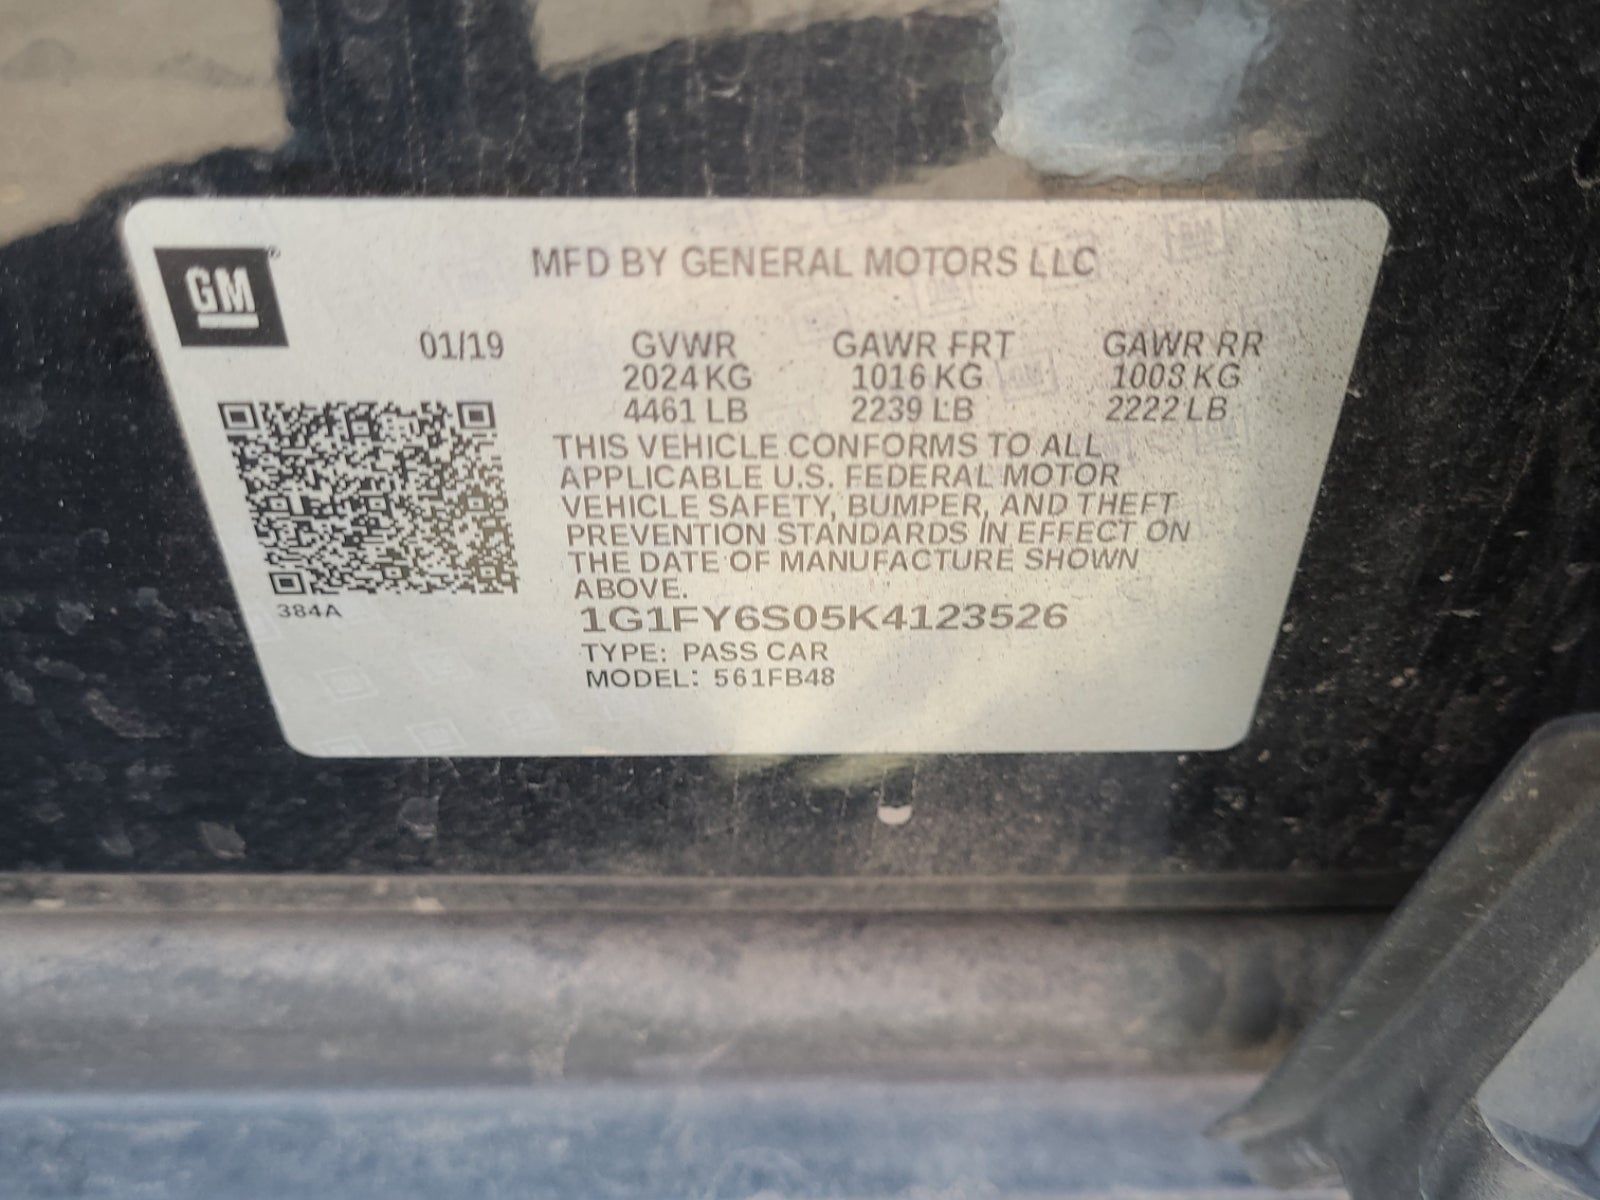 GM
MFD BY GENERAL MOTORS LLC
01/19 GVWR GAWR FRT GAWR RR
2024 KG 1016 KG 1008 KG
4461 LB 2239 LB 2222 LB
THIS VEHICLE CONFORMS TO ALL
APPLICABLE U.S. FEDERAL MOTOR
VEHICLE SAFETY, BUMPER, AND THEFT
PREVENTION STANDARDS IN EFFECT ON
THE DATE OF MANUFACTURE SHOWN
ABOVE.
384A
1G1FY6S05K4123526
TYPE: PASS CAR
MODEL: 561FB48